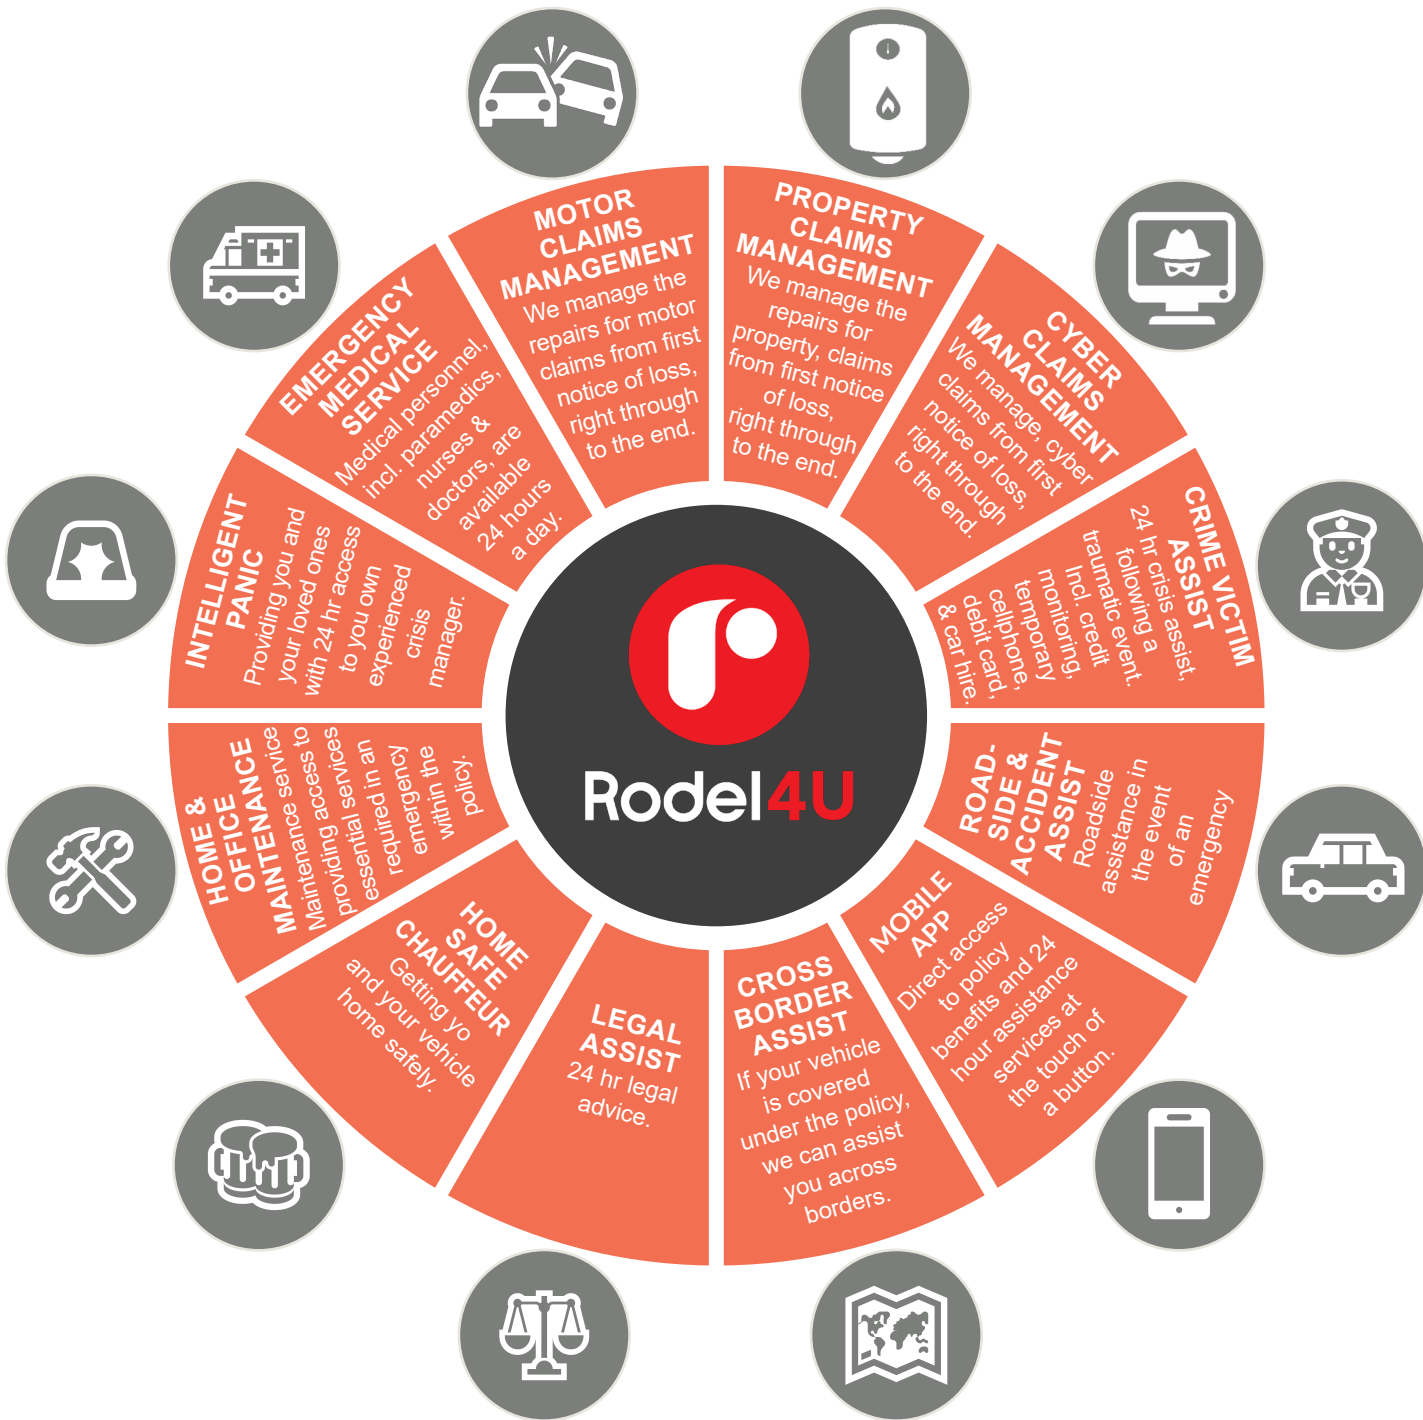 MOTOR
CLAIMS
MANAGEMENT
We manage the
repairs for motor
claims from first
notice of loss,
right through
to the end.
PROPERTY
CLAIMS
MANAGEMENT
We manage the
repairs for
property, claims
from first notice
of loss,
right through
to the end.
CYBER
CLAIMS
MANAGEMENT
We manage, cyber
claims from first
notice of loss,
right through
to the end.
CRIME VICTIM
ASSIST
24 hr crisis assist,
following a
traumatic event.
Incl. credit
monitoring,
temporary
cellphone,
debit card,
& car hire.
ROAD-
SIDE &
ACCIDENT
ASSIST
Roadside
assistance in
the event
of an
emergency
MOBILE
APP
Direct access
to policy
benefits and 24
hour assistance
services at
the touch of
a button.
CROSS
BORDER
ASSIST
If your vehicle
is covered
under the policy,
we can assist
you across
borders.
LEGAL
ASSIST
24 hr legal
advice.
HOME
SAFE
CHAUFFEUR
Getting yo
and your vehicle
home safely.
HOME &
OFFICE
MAINTENANCE
Maintenance service
providing access to
essential services
required in an
emergency
within the
policy.
INTELLIGENT
PANIC
Providing you and
your loved ones
with 24 hr access
to you own
experienced
crisis
manager.
EMERGENCY
MEDICAL
SERVICE
Medical personnel,
incl. paramedics,
nurses &
doctors, are
available
24 hours
a day.
Rodel4U